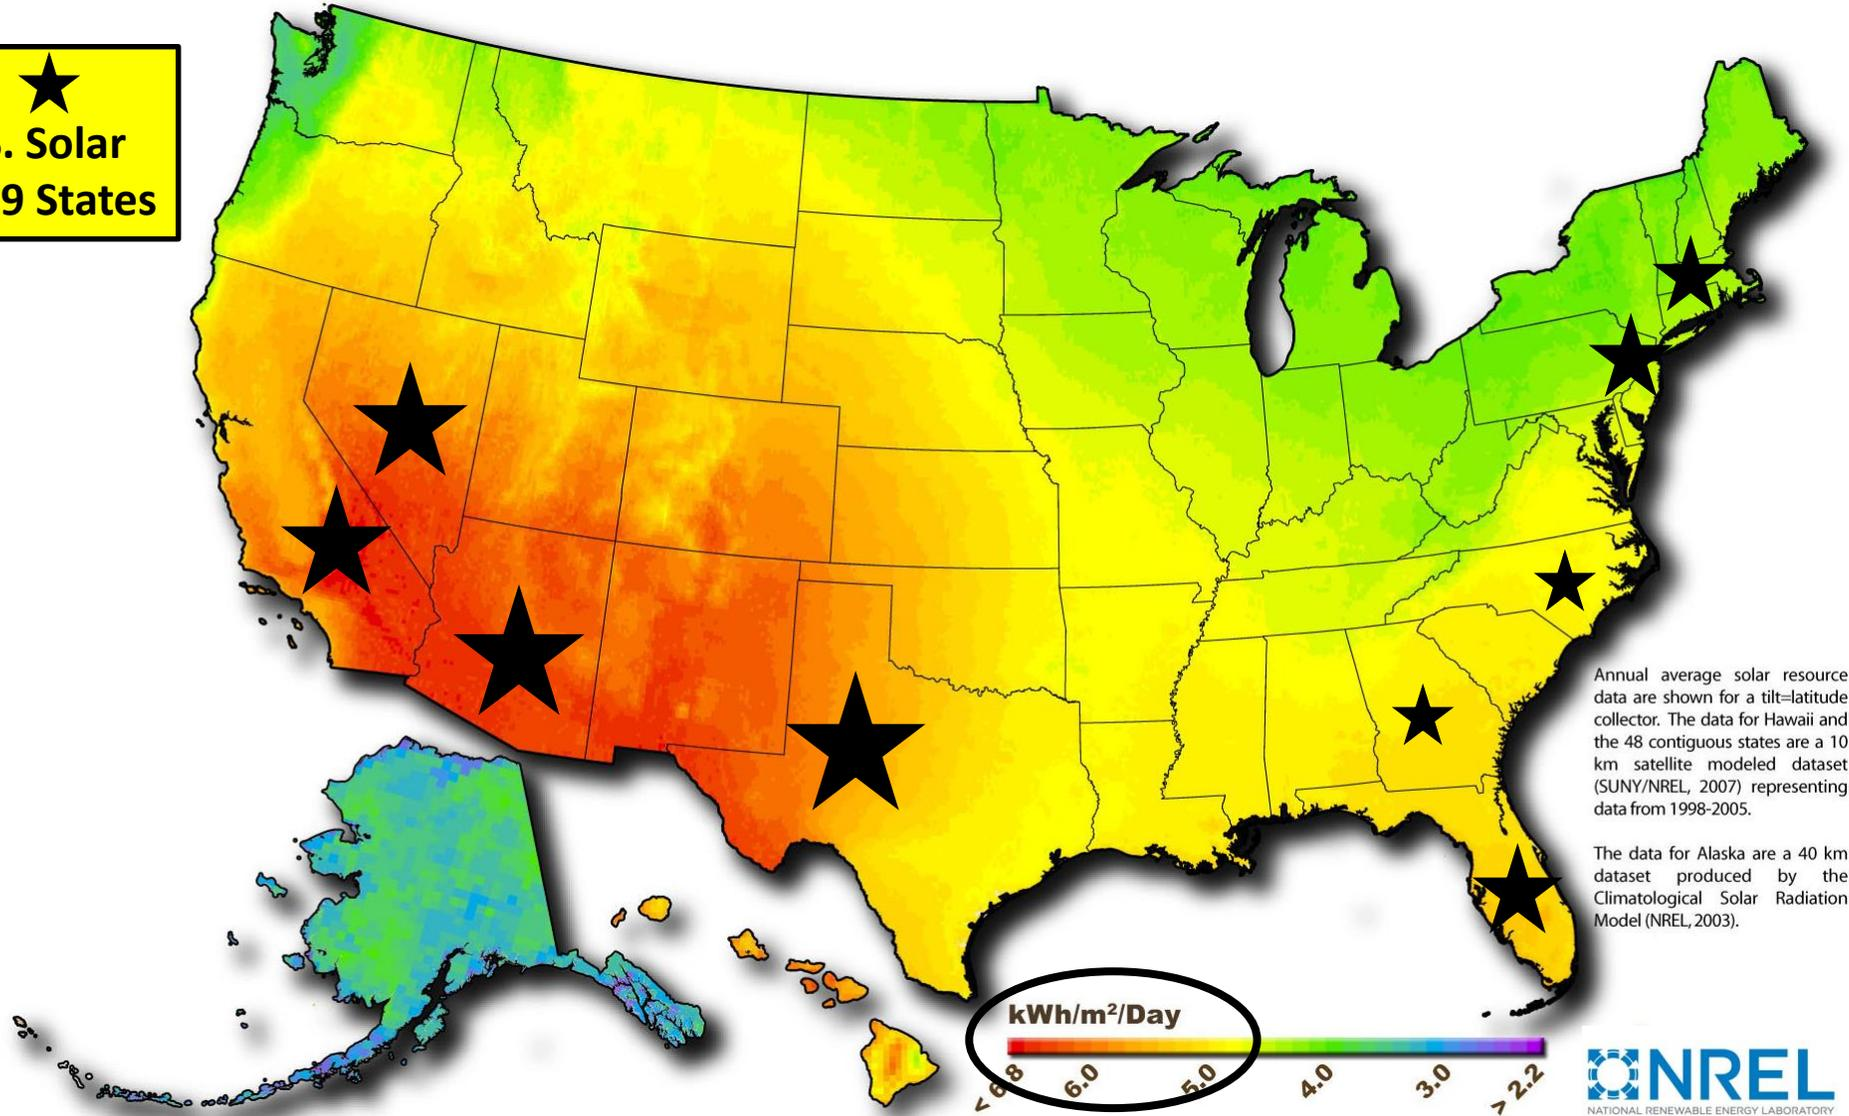 . Solar
9 States
Annual average solar resource
data are shown for a tilt=latitude
collector. The data for Hawaii and
the 48 contiguous states are a 10
km satellite modeled dataset
(SUNY/NREL, 2007) representing
data from 1998-2005.
The data for Alaska are a 40 km
dataset produced by the
Climatological Solar Radiation
Model (NREL, 2003).
kWh/m²/Day
< 6.8 6.0 5.0 4.0 3.0 > 2.2
NREL
NATIONAL RENEWABLE ENERGY LABORATORY